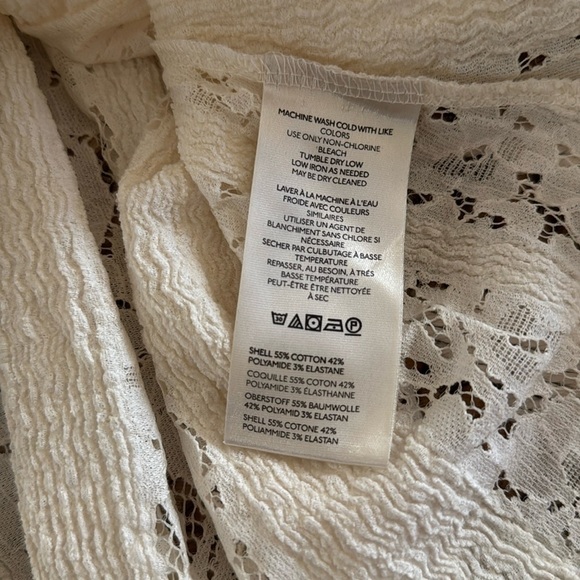 MACHINE WASH COLD WITH LIKE
COLORS
USE ONLY NON-CHLORINE
BLEACH
TUMBLE DRY LOW
LOW IRON AS NEEDED
MAY BE DRY CLEANED
LAVER À LA MACHINE À L'EAU
FROIDE AVEC COULEURS
SIMILAIRES
UTILISER UN AGENT DE
BLANCHIMENT SANS CHLORE SI
NÉCESSAIRE
SECHER PAR CULBUTAGE À BASSE
TEMPERATURE
REPASSER, AU BESOIN, À TRÉS
BASSE TEMPÉRATURE
PEUT-ÊTRE ÊTRE NETTOYÉE
À SEC
30 P
SHELL 55% COTTON 42%
POLYAMIDE 3% ELASTANE
COQUILLE 55% COTON 42%
POLYAMIDE 3% ÉLASTHANNE
OBERSTOFF 55% BAUMWOLLE
42% POLYAMID 3% ELASTAN
SHELL 55% COTONE 42%
POLIAMMIDE 3% ELASTAN